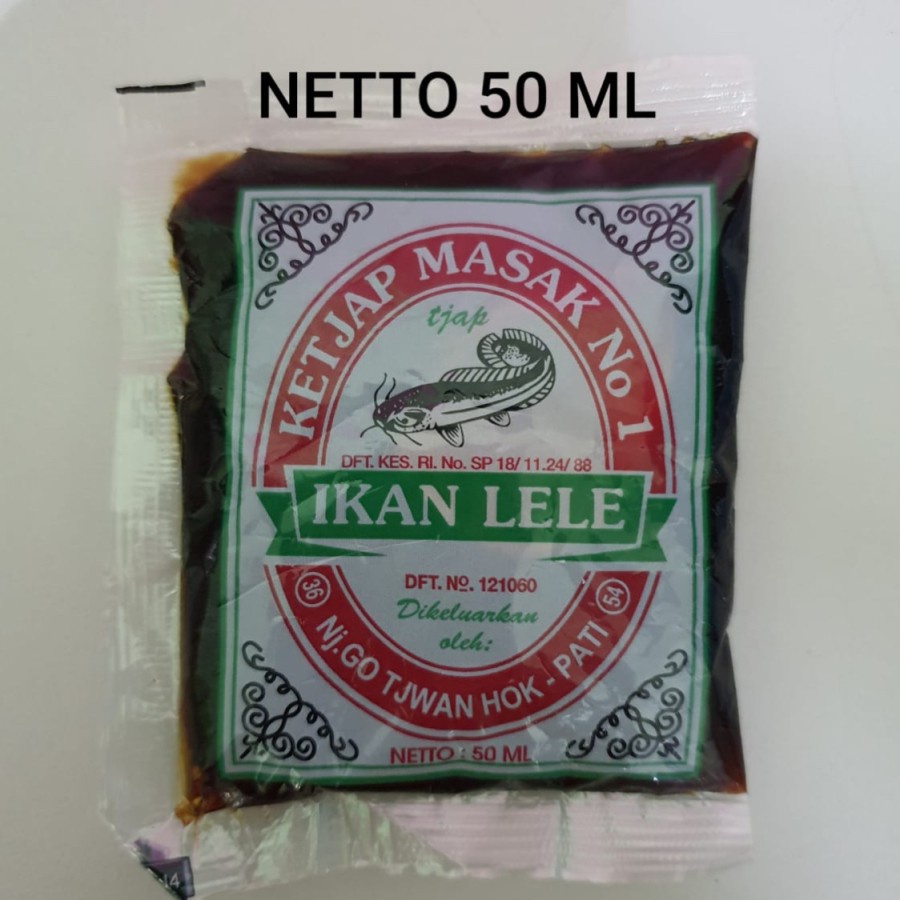 NETTO 50 ML
KETJAP MASAK No 1
tjap
DFT. KES. RI. No. SP 18/ 11.24/ 88
IKAN LELE
DFT. Nº. 121060
Dikeluarkan
oleh:
36
54
Nj.GO TJWAN HOK - PATI
NETTO : 50 ML